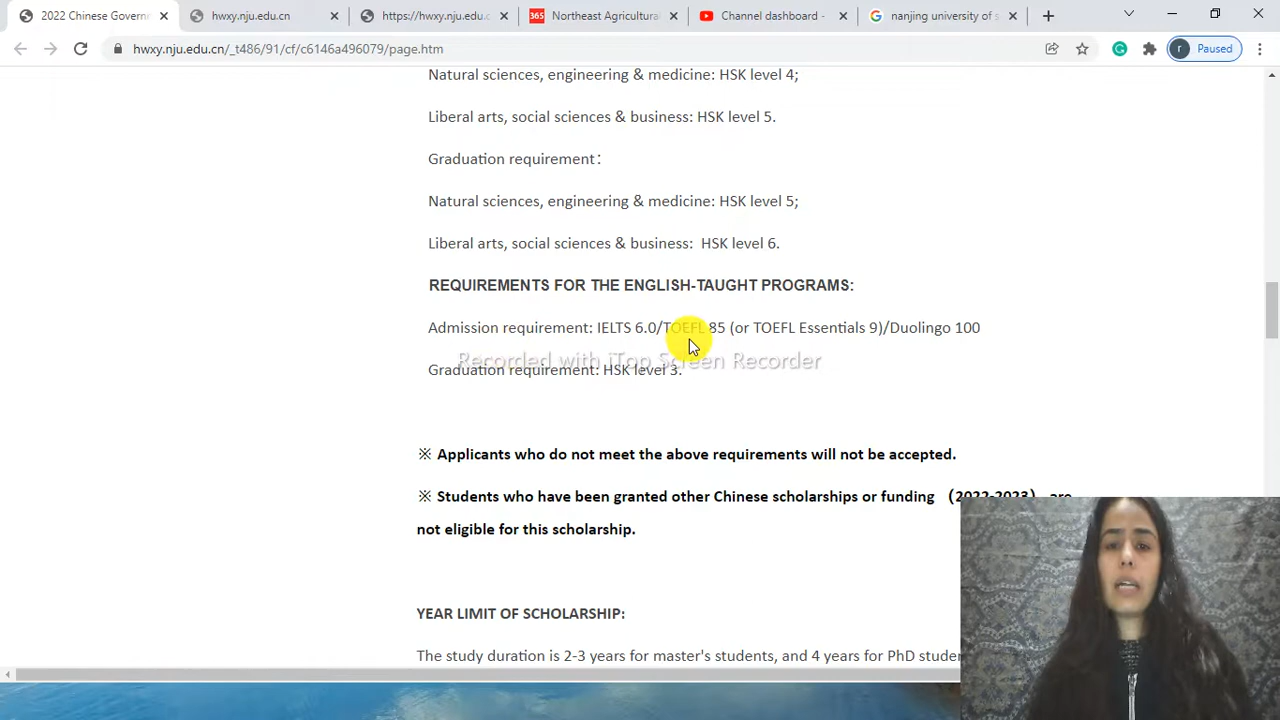 2022 Chinese Governm
hwxy.nju.edu.cn
https://hwxy.nju.edu.c
365 Northeast Agricultural
Channel dashboard -
nanjing university of s
hwxy.nju.edu.cn/_t486/91/cf/c6146a496079/page.htm
r Paused
Natural sciences, engineering & medicine: HSK level 4;
Liberal arts, social sciences & business: HSK level 5.
Graduation requirement：
Natural sciences, engineering & medicine: HSK level 5;
Liberal arts, social sciences & business:  HSK level 6.
REQUIREMENTS FOR THE ENGLISH-TAUGHT PROGRAMS:
Admission requirement: IELTS 6.0/TOEFL 85 (or TOEFL Essentials 9)/Duolingo 100
Recorded with iTop Screen Recorder
Graduation requirement: HSK level 3.
※ Applicants who do not meet the above requirements will not be accepted.
※ Students who have been granted other Chinese scholarships or funding （2022-2023） are
not eligible for this scholarship.
YEAR LIMIT OF SCHOLARSHIP:
The study duration is 2-3 years for master's students, and 4 years for PhD studen